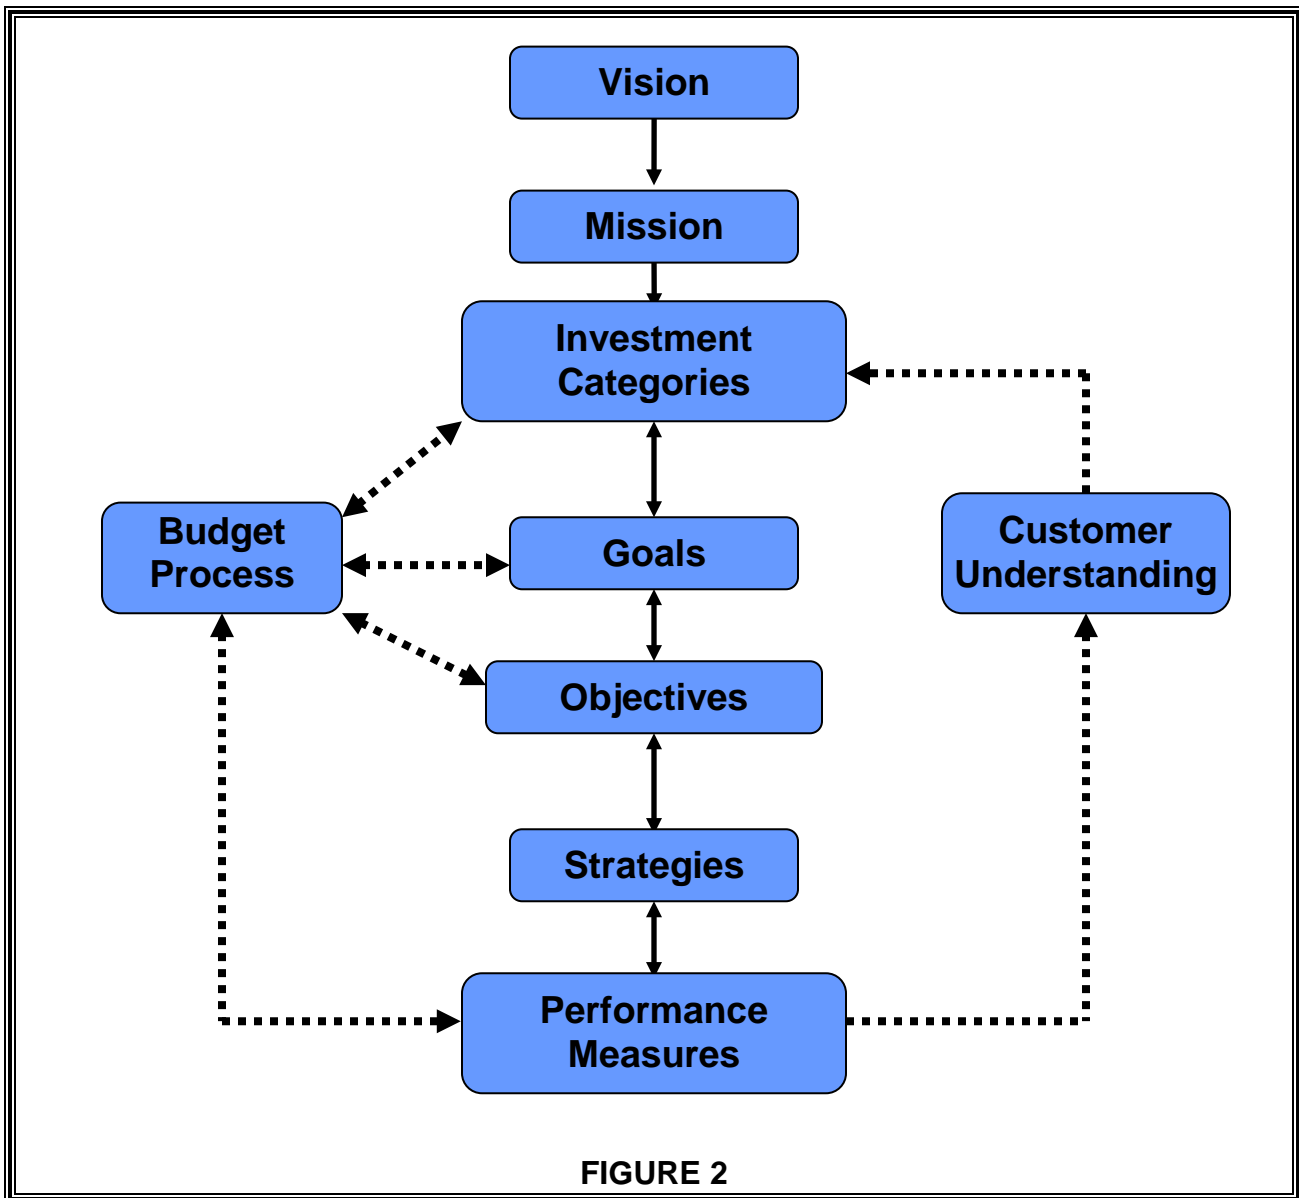 Vision
Mission
Investment
Categories
Budget
Process
Goals
Customer
Understanding
Objectives
Strategies
Performance
Measures
FIGURE 2